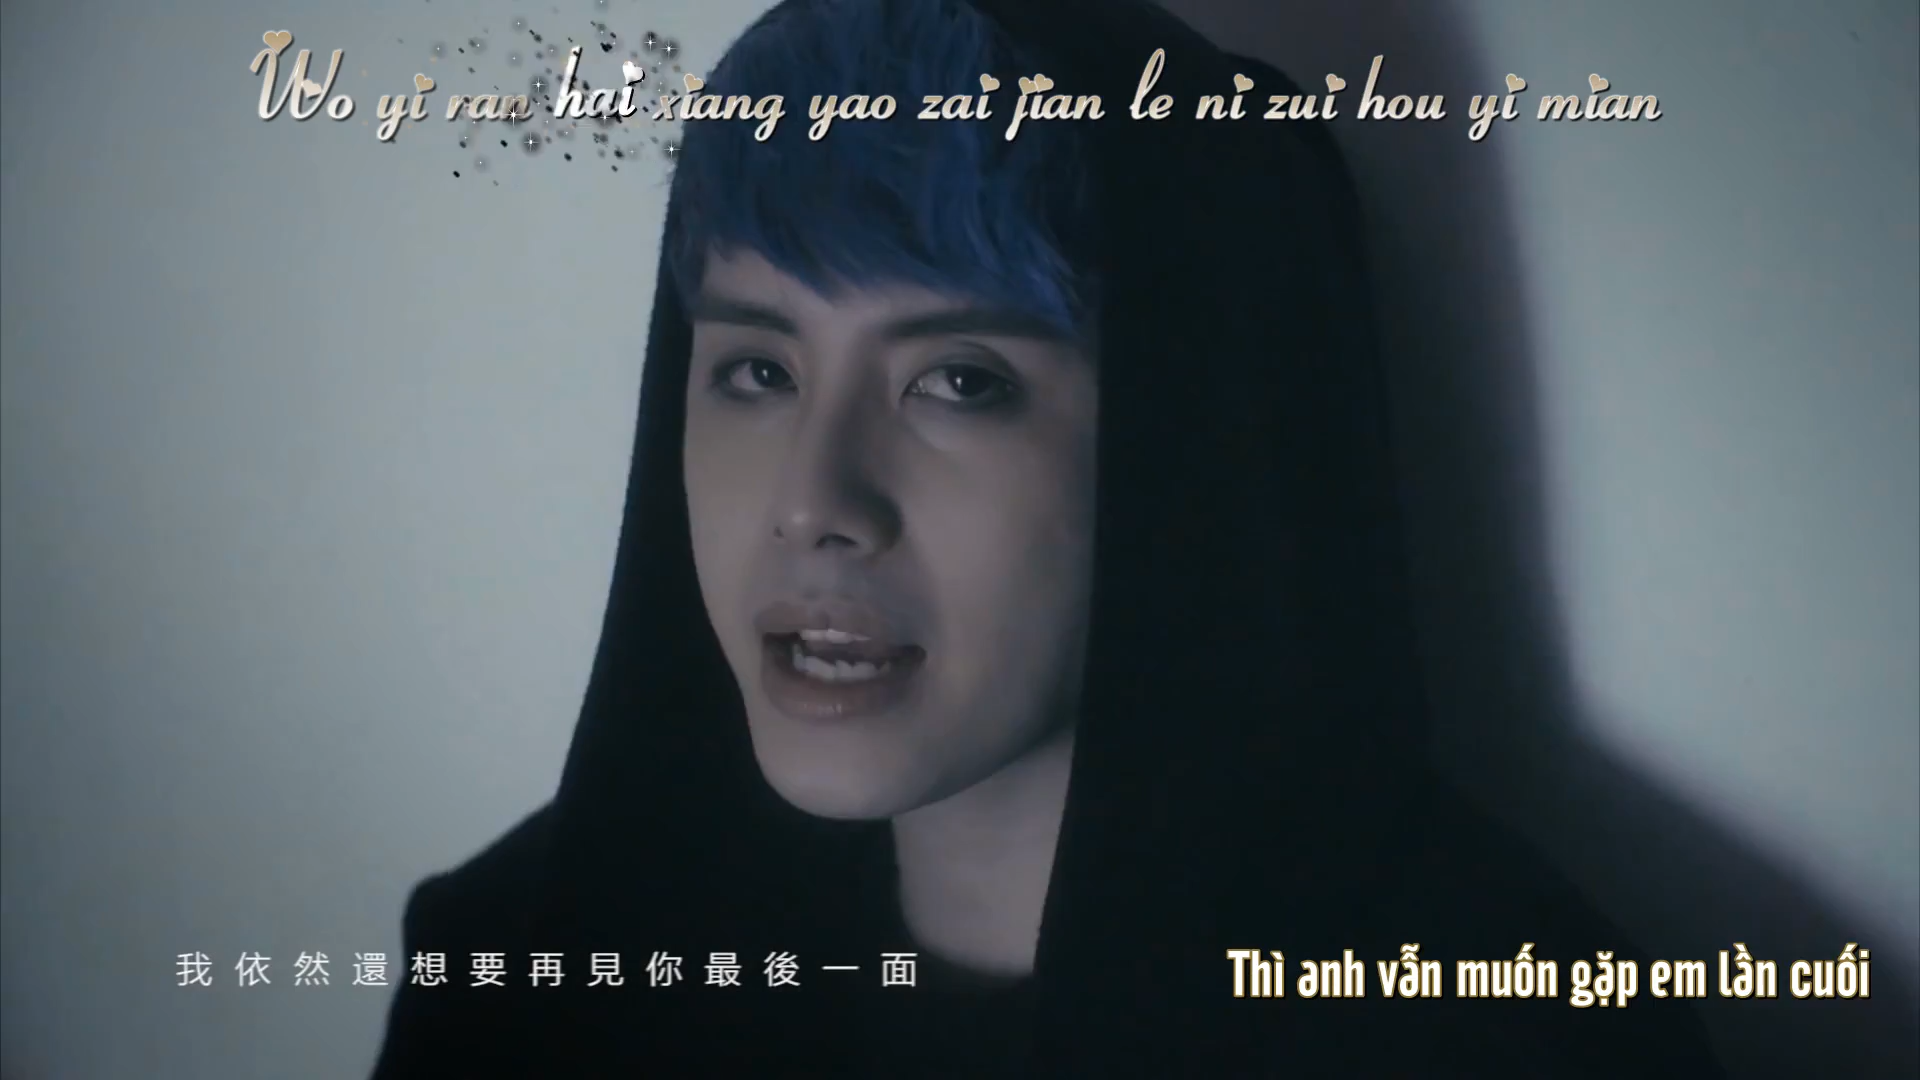 Wo yi ran hai xiang yao zai jian le ni zui hou yi mian
我依然還想要再見你最後一面
Thì anh vẫn muốn gặp em lần cuối